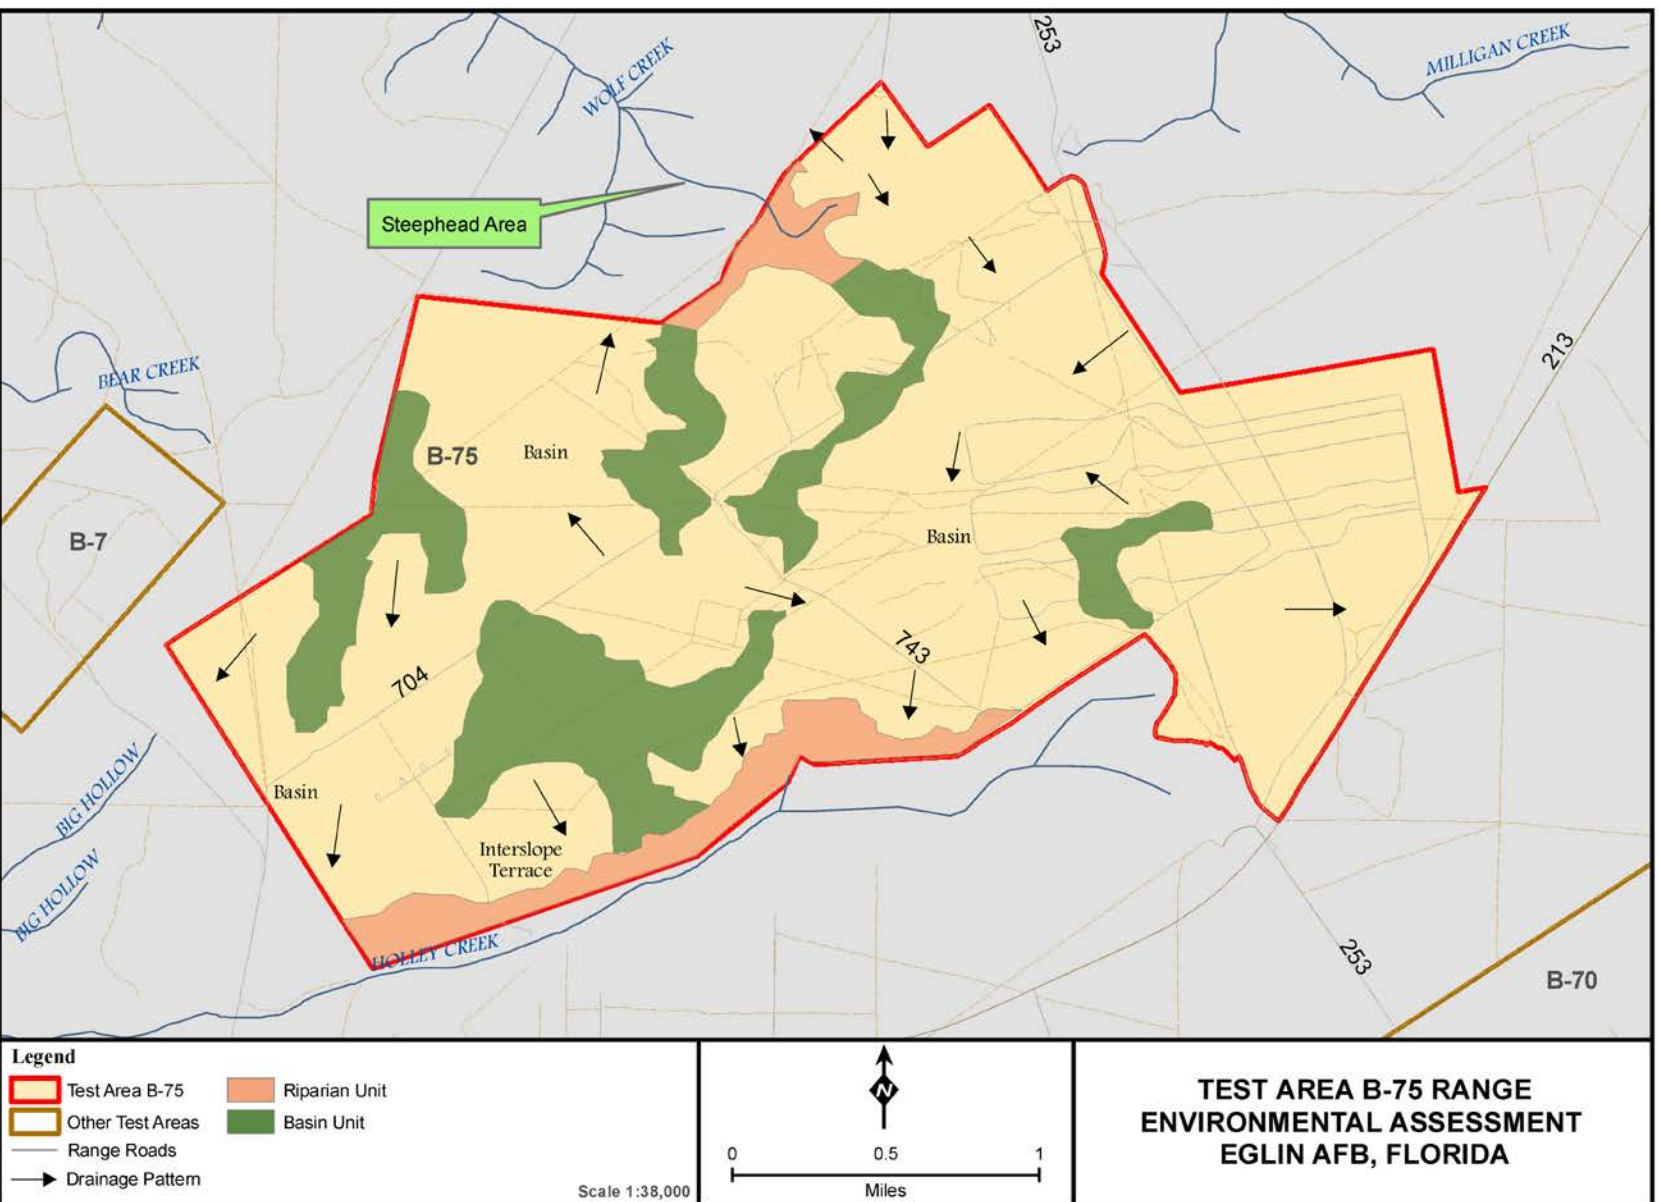 253
MILLIGAN CREEK
WOLF CREEK
Steephead Area
213
BEAR CREEK
B-75
Basin
B-7
Basin
743
704
BIG HOLLOW
Basin
Interslope
Terrace
BIG HOLLOW
HOLLEY CREEK
253
B-70
Legend
Test Area B-75
Other Test Areas
Range Roads
Drainage Pattern
Riparian Unit
Basin Unit
Scale 1:38,000
N
0 0.5 1
Miles
TEST AREA B-75 RANGE
ENVIRONMENTAL ASSESSMENT
EGLIN AFB, FLORIDA